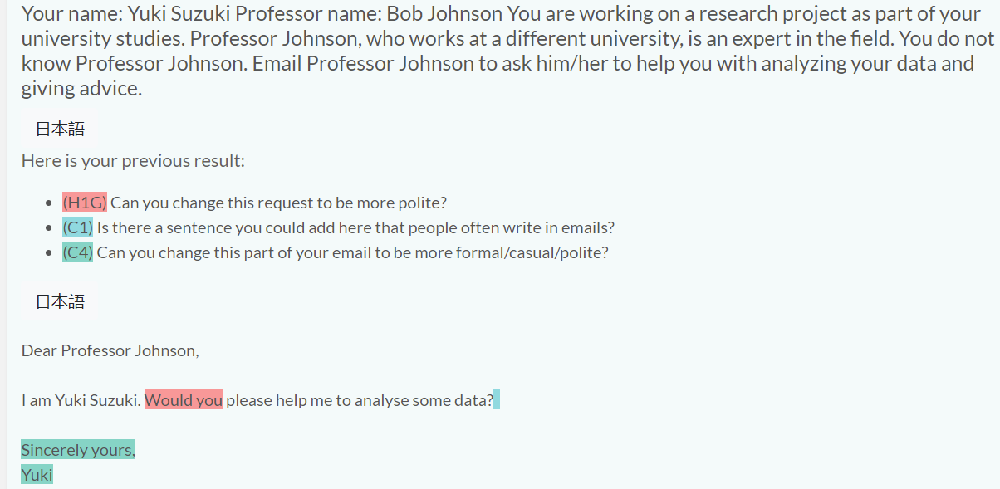 Your name: Yuki Suzuki Professor name: Bob Johnson You are working on a research project as part of your
university studies. Professor Johnson, who works at a different university, is an expert in the field. You do not
know Professor Johnson. Email Professor Johnson to ask him/her to help you with analyzing your data and
giving advice.
日本語
Here is your previous result:
• (H1G) Can you change this request to be more polite?
• (C1) Is there a sentence you could add here that people often write in emails?
• (C4) Can you change this part of your email to be more formal/casual/polite?
日本語
Dear Professor Johnson,
I am Yuki Suzuki. Would you please help me to analyse some data?
Sincerely yours,
Yuki